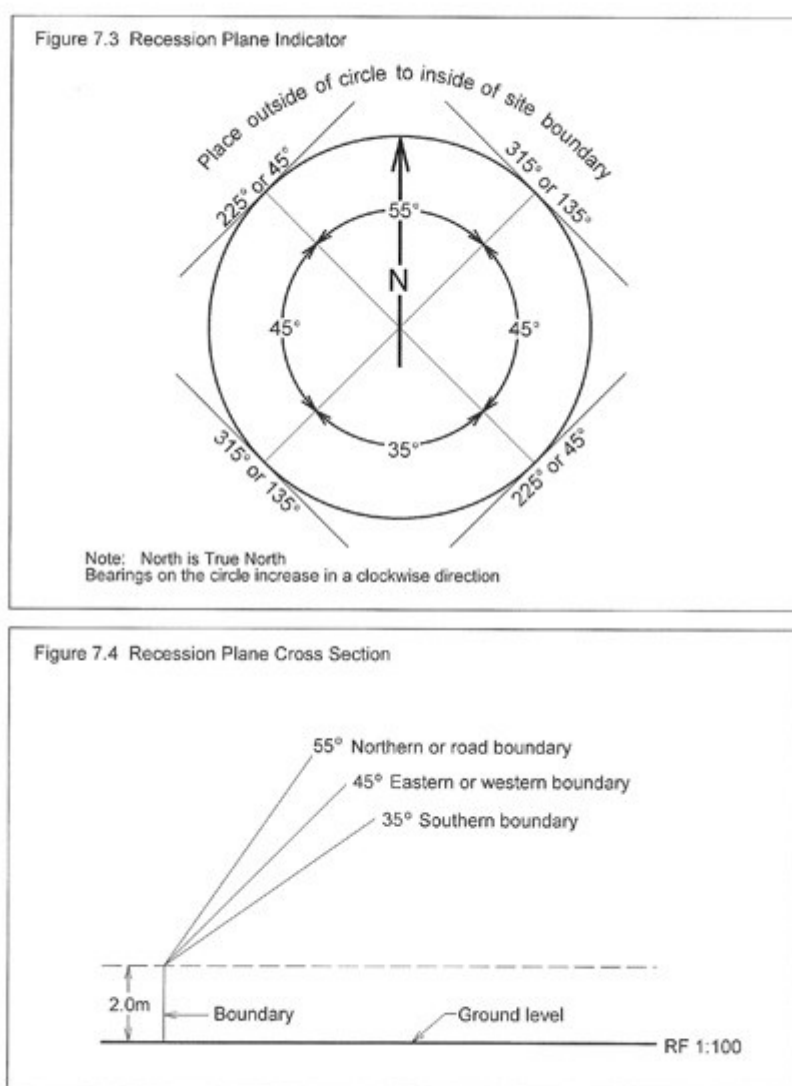 Figure 7.3 Recession Plane Indicator
Place outside of circle to inside of site boundary
225° or 45°
315° or 135°
55°
N
45°
45°
35°
315° or 135°
225° or 45°
Note: North is True North
Bearings on the circle increase in a clockwise direction
Figure 7.4 Recession Plane Cross Section
55° Northern or road boundary
45° Eastern or western boundary
35° Southern boundary
2.0m
Boundary
Ground level
RF 1:100